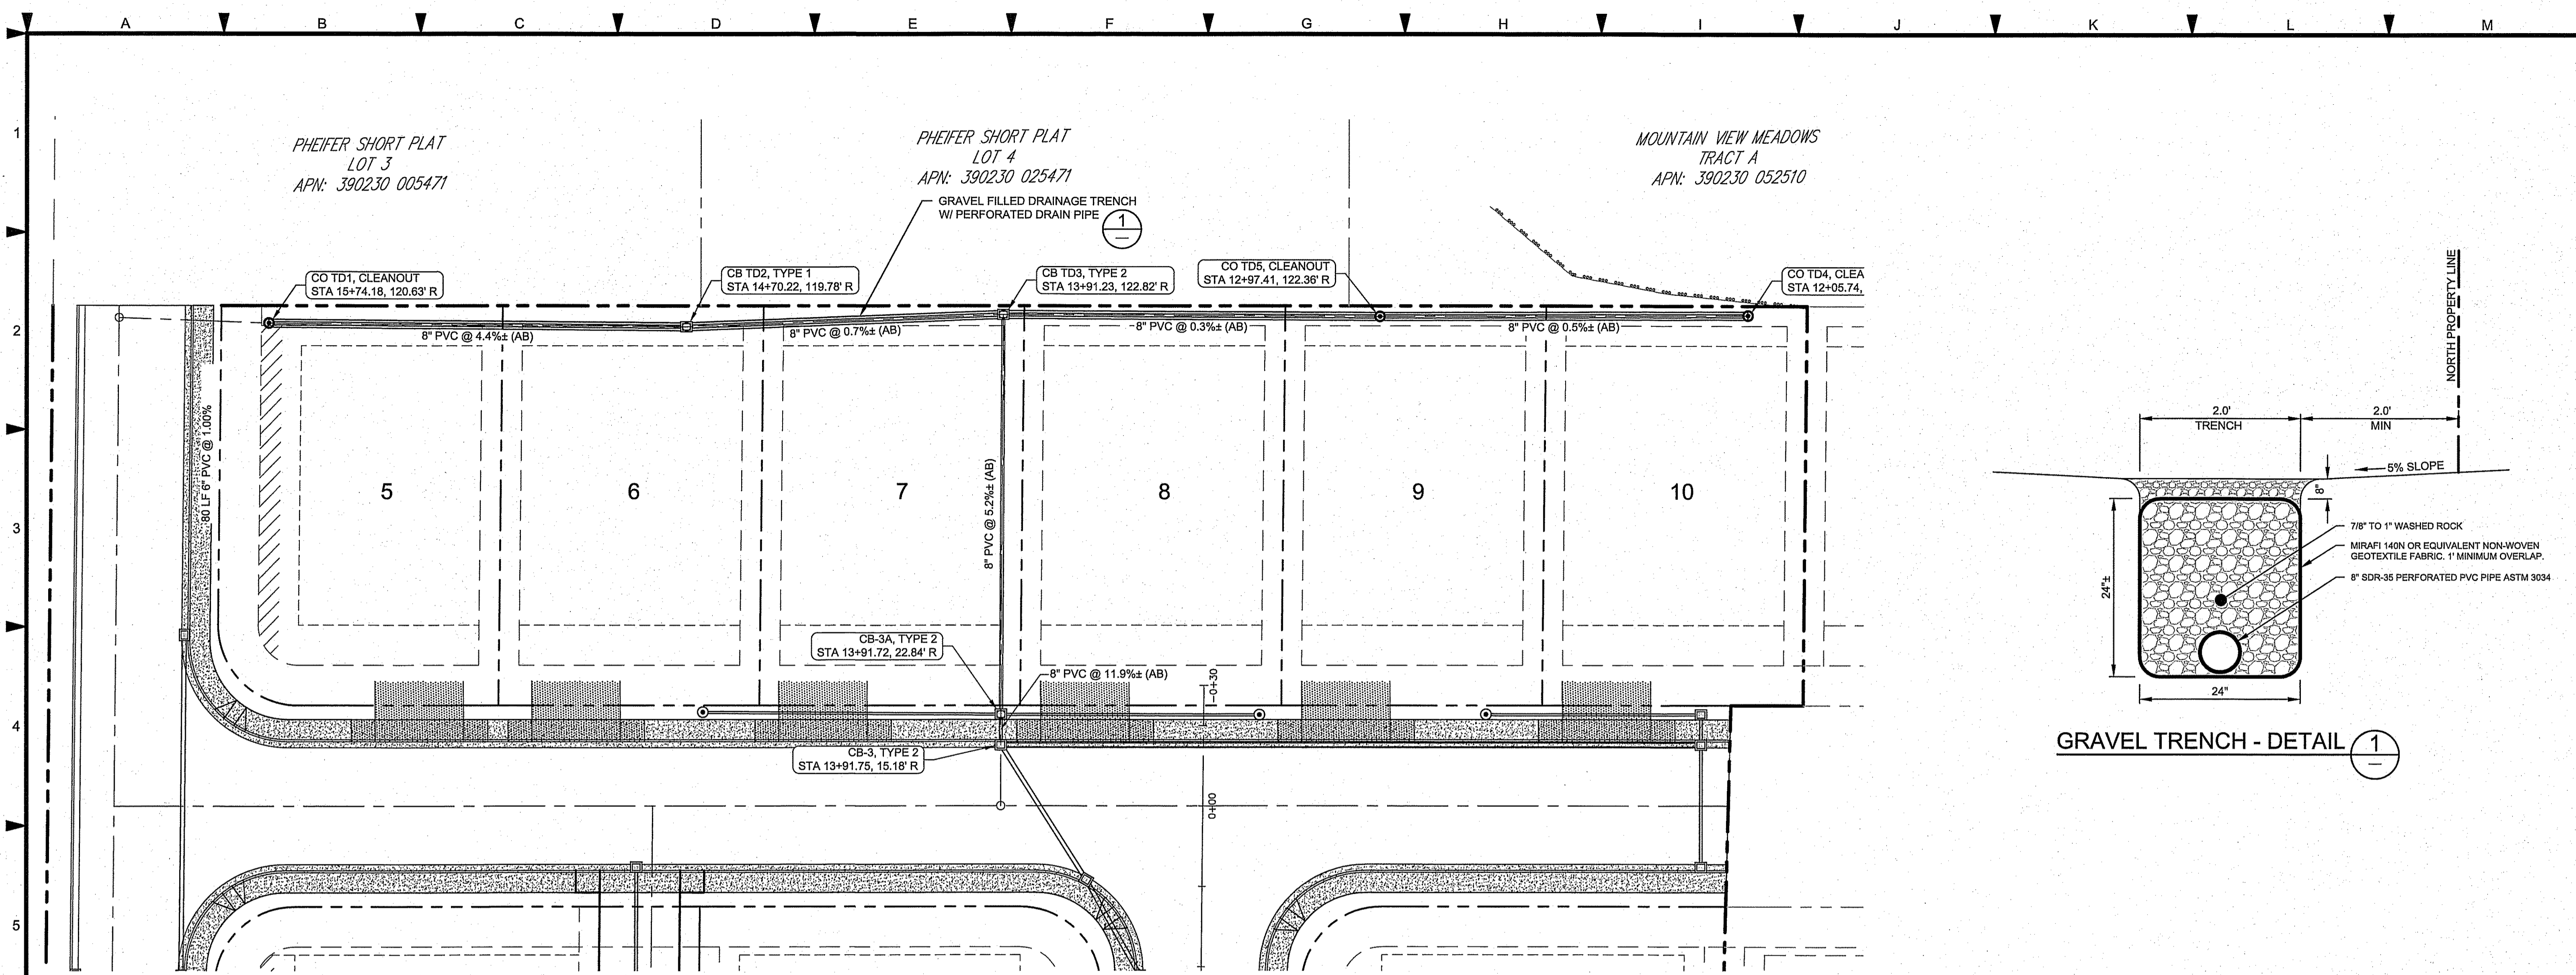 A B C D E F G H I J K L M
1
2
3
4
5
PHEIFER SHORT PLAT
LOT 3
APN: 390230 005471
PHEIFER SHORT PLAT
LOT 4
APN: 390230 025471
MOUNTAIN VIEW MEADOWS
TRACT A
APN: 390230 052510
GRAVEL FILLED DRAINAGE TRENCH
W/ PERFORATED DRAIN PIPE
1
—
CO TD1, CLEANOUT
STA 15+74.18, 120.63' R
CB TD2, TYPE 1
STA 14+70.22, 119.78' R
CB TD3, TYPE 2
STA 13+91.23, 122.82' R
CO TD5, CLEANOUT
STA 12+97.41, 122.36' R
CO TD4, CLEA
STA 12+05.74,
8" PVC @ 4.4%± (AB)
8" PVC @ 0.7%± (AB)
8" PVC @ 0.3%± (AB)
8" PVC @ 0.5%± (AB)
80 LF 6" PVC @ 1.00%
8" PVC @ 5.2%± (AB)
5
6
7
8
9
10
CB-3A, TYPE 2
STA 13+91.72, 22.84' R
8" PVC @ 11.9%± (AB)
-0+30
CB-3, TYPE 2
STA 13+91.75, 15.18' R
0+00
NORTH PROPERTY LINE
2.0'
TRENCH
2.0'
MIN
5% SLOPE
8"
7/8" TO 1" WASHED ROCK
MIRAFI 140N OR EQUIVALENT NON-WOVEN
GEOTEXTILE FABRIC. 1' MINIMUM OVERLAP.
8" SDR-35 PERFORATED PVC PIPE ASTM 3034
24"±
24"
GRAVEL TRENCH - DETAIL
1
—